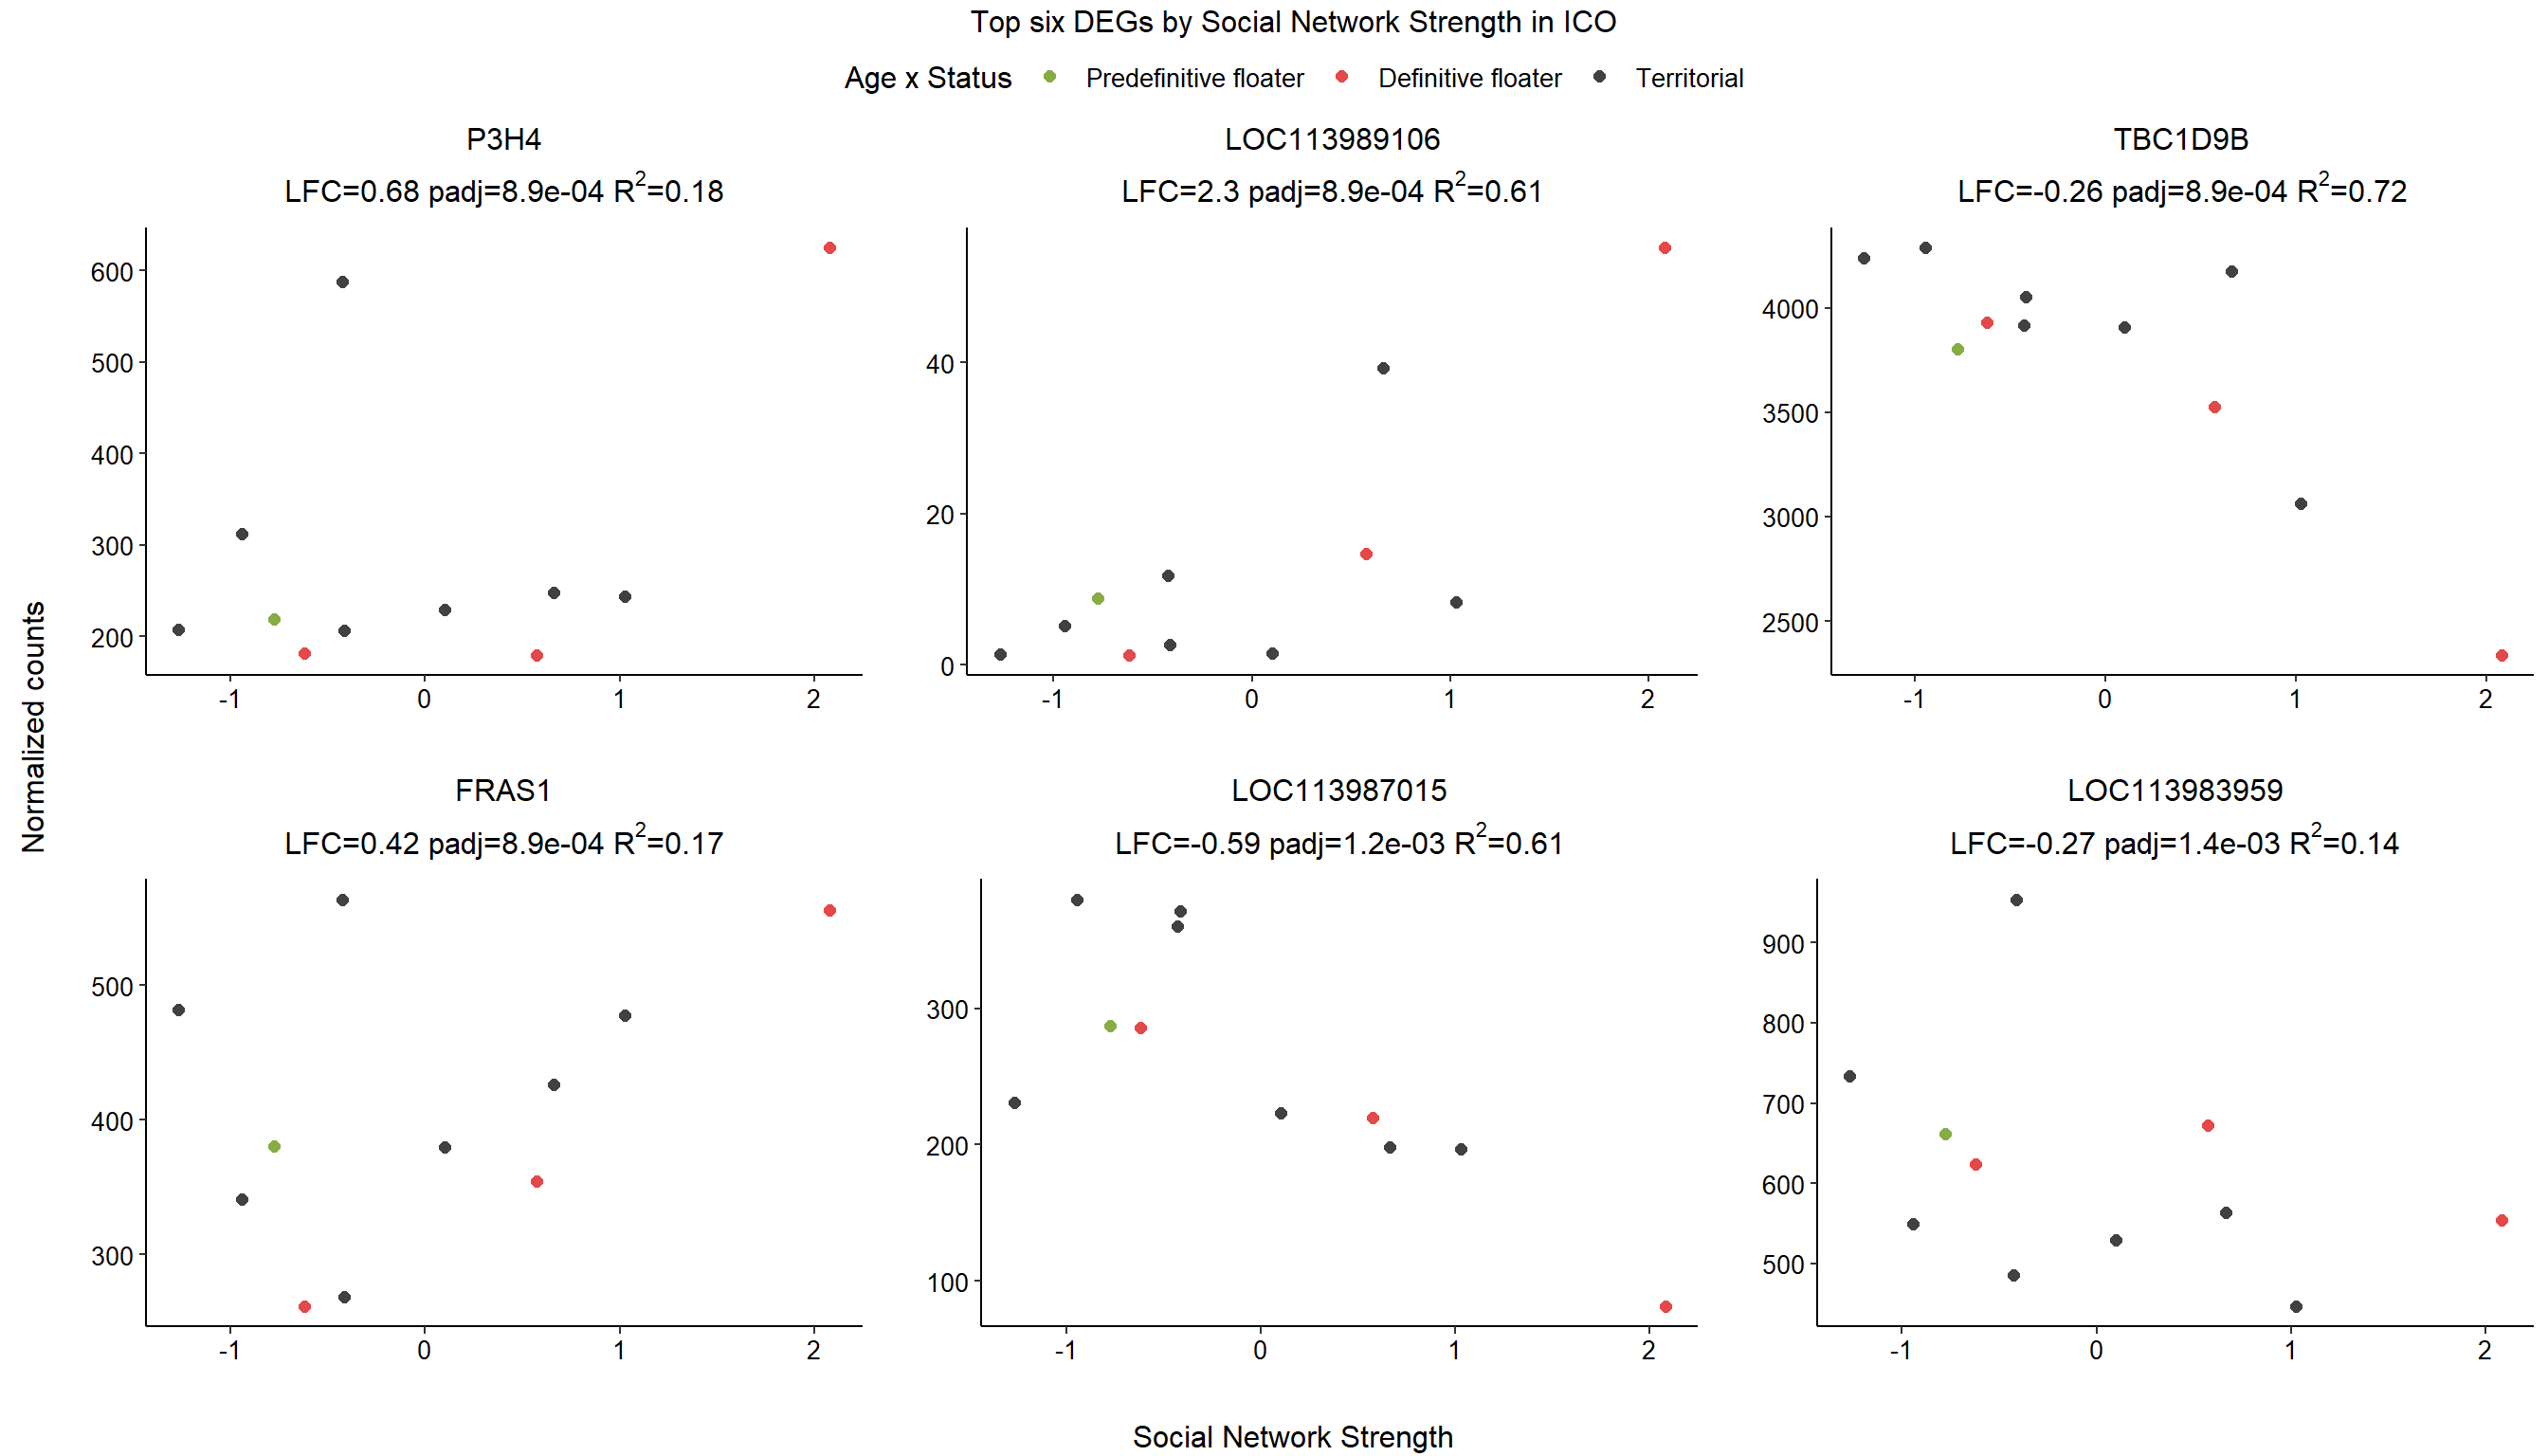 Top six DEGs by Social Network Strength in ICO
Age x Status Predefinitive floater Definitive floater Territorial
P3H4
LFC=0.68 padj=8.9e-04 R²=0.18
600
500
400
300
200
-1 0 1 2
LOC113989106
LFC=2.3 padj=8.9e-04 R²=0.61
40
20
0
-1 0 1 2
TBC1D9B
LFC=-0.26 padj=8.9e-04 R²=0.72
4000
3500
3000
2500
-1 0 1 2
Normalized counts
FRAS1
LFC=0.42 padj=8.9e-04 R²=0.17
500
400
300
-1 0 1 2
LOC113987015
LFC=-0.59 padj=1.2e-03 R²=0.61
300
200
100
-1 0 1 2
LOC113983959
LFC=-0.27 padj=1.4e-03 R²=0.14
900
800
700
600
500
-1 0 1 2
Social Network Strength